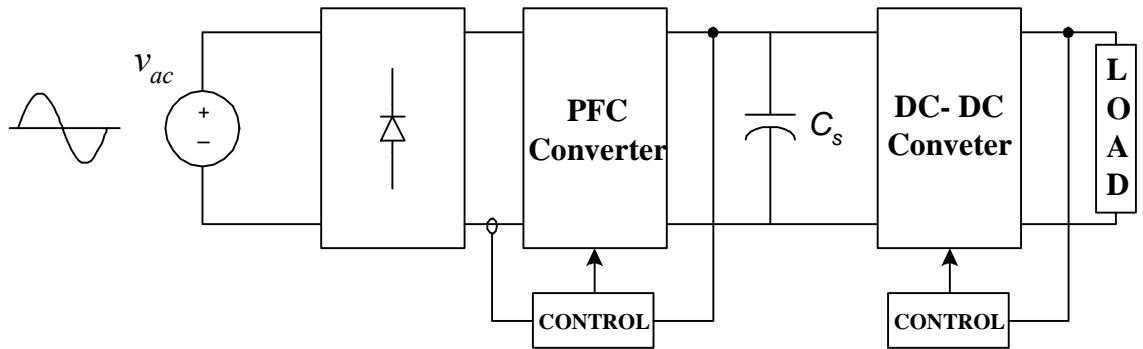 v_ac
+
−
PFC
Converter
C_s
DC- DC
Conveter
L
O
A
D
CONTROL
CONTROL